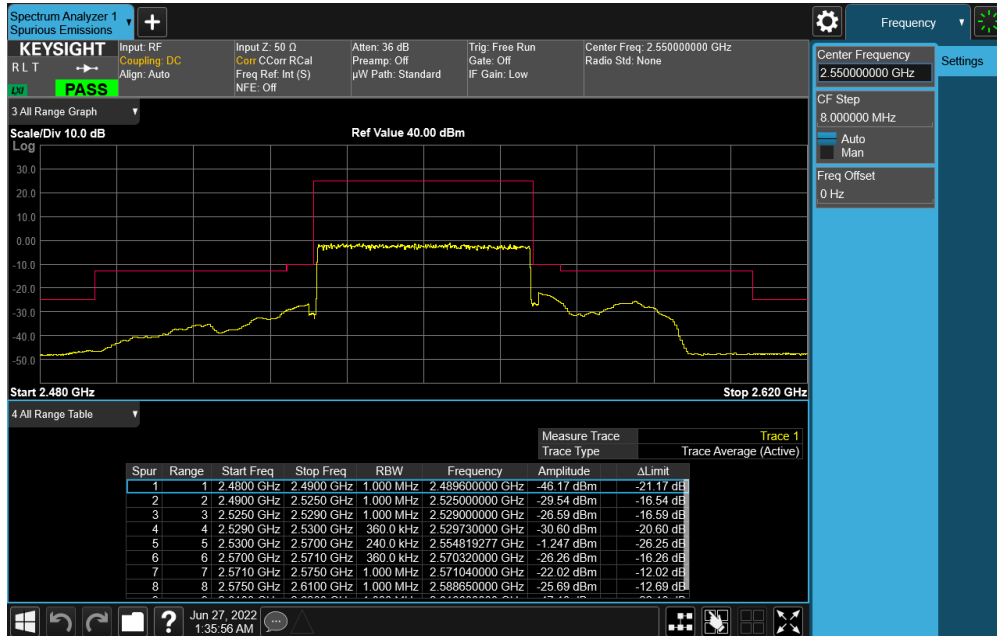 Spectrum Analyzer 1
Spurious Emissions
Frequency
KEYSIGHT
R L T
LXI
PASS
Input: RF
Coupling: DC
Align: Auto
Input Z: 50 Ω
Corr CCorr RCal
Freq Ref: Int (S)
NFE: Off
Atten: 36 dB
Preamp: Off
µW Path: Standard
Trig: Free Run
Gate: Off
IF Gain: Low
Center Freq: 2.550000000 GHz
Radio Std: None
Center Frequency
2.550000000 GHz
Settings
CF Step
8.000000 MHz
Auto
Man
Freq Offset
0 Hz
3 All Range Graph
Scale/Div 10.0 dB
Ref Value 40.00 dBm
Log
30.0
20.0
10.0
0.00
-10.0
-20.0
-30.0
-40.0
-50.0
Start 2.480 GHz
Stop 2.620 GHz
4 All Range Table
Measure Trace Trace 1
Trace Type Trace Average (Active)
Spur Range Start Freq Stop Freq RBW Frequency Amplitude ΔLimit
1 1 2.4800 GHz 2.4900 GHz 1.000 MHz 2.489600000 GHz -46.17 dBm -21.17 dB
2 2 2.4900 GHz 2.5250 GHz 1.000 MHz 2.525000000 GHz -29.54 dBm -16.54 dB
3 3 2.5250 GHz 2.5290 GHz 1.000 MHz 2.529000000 GHz -26.59 dBm -16.59 dB
4 4 2.5290 GHz 2.5300 GHz 360.0 kHz 2.529730000 GHz -30.60 dBm -20.60 dB
5 5 2.5300 GHz 2.5700 GHz 240.0 kHz 2.554819277 GHz -1.247 dBm -26.25 dB
6 6 2.5700 GHz 2.5710 GHz 360.0 kHz 2.570320000 GHz -26.26 dBm -16.26 dB
7 7 2.5710 GHz 2.5750 GHz 1.000 MHz 2.571040000 GHz -22.02 dBm -12.02 dB
8 8 2.5750 GHz 2.6100 GHz 1.000 MHz 2.588650000 GHz -25.69 dBm -12.69 dB
?
Jun 27, 2022
1:35:56 AM